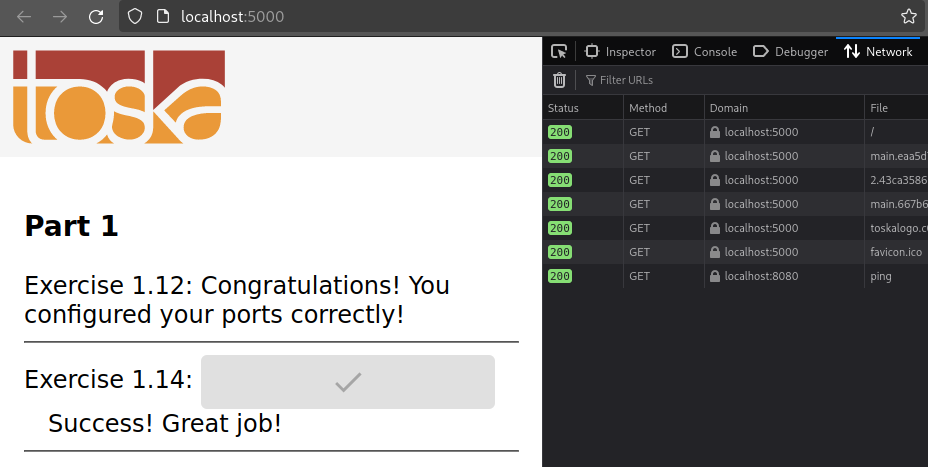 localhost:5000
toska
Inspector Console Debugger Network
Filter URLs
Status Method Domain File
200 GET localhost:5000 /
200 GET localhost:5000 main.eaa5d
200 GET localhost:5000 2.43ca3586
200 GET localhost:5000 main.667b6
200 GET localhost:5000 toskalogo.c
200 GET localhost:5000 favicon.ico
200 GET localhost:8080 ping
Part 1
Exercise 1.12: Congratulations! You
configured your ports correctly!
Exercise 1.14:
Success! Great job!